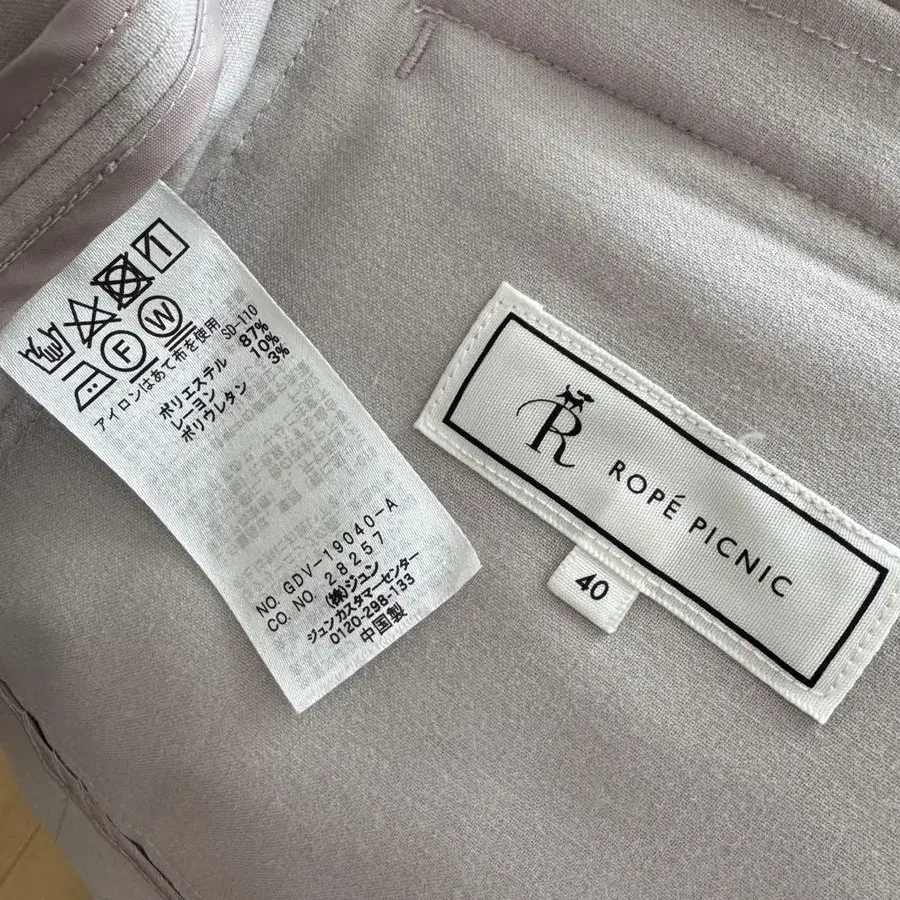 F W
アイロンはあて布を使用
SD-110
ポリエステル 87%
レーヨン 10%
ポリウレタン 3%
NO. GDV-19040-A
CO. NO. 28257
(株)ジュン
ジュンカスタマーセンター
0120-298-133
中国製
R
ROPÉ PICNIC
40